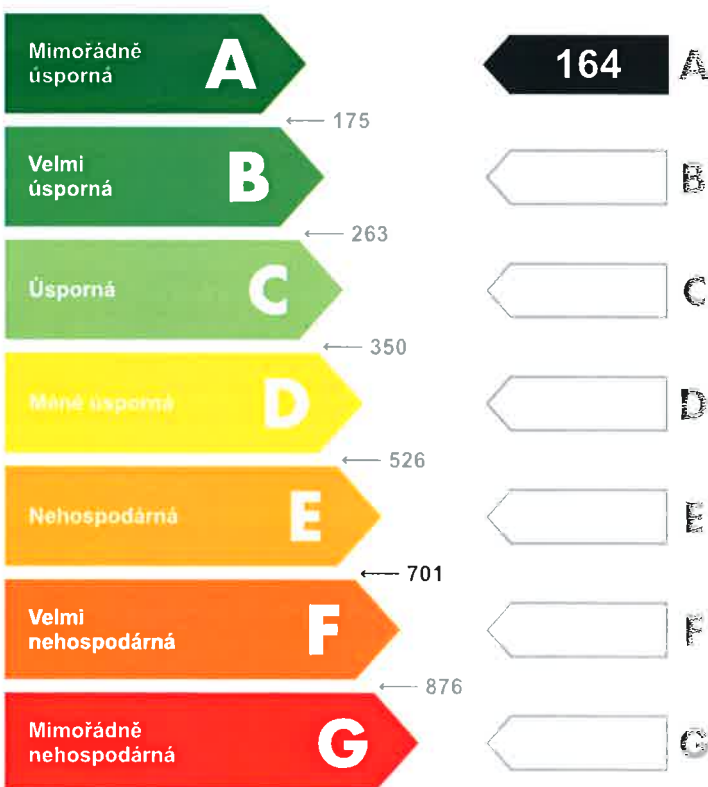 Mimořádně
úsporná
A
164
A
← 175
Velmi
úsporná
B
B
← 263
Úsporná
C
C
← 350
Méně úsporná
D
D
← 526
Nehospodárná
E
E
← 701
Velmi
nehospodárná
F
F
← 876
Mimořádně
nehospodárná
G
G